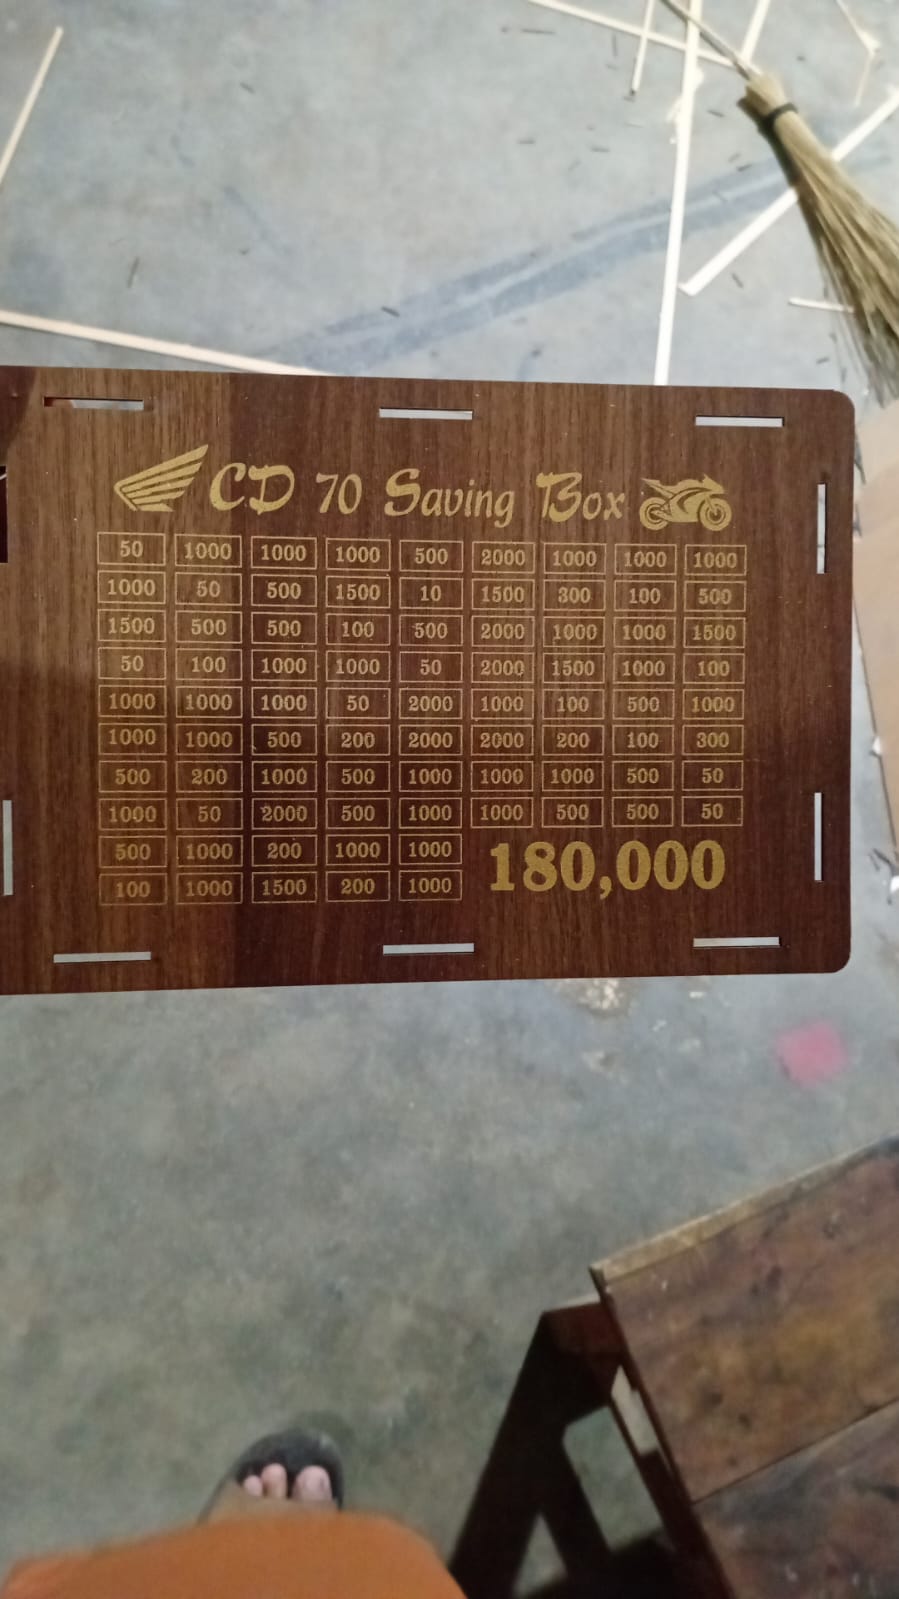 CD 70 Saving Box
50 1000 1000 1000 500 2000 1000 1000 1000
1000 50 500 1500 10 1500 300 100 500
1500 500 500 100 500 2000 1000 1000 1500
50 100 1000 1000 50 2000 1500 1000 100
1000 1000 1000 50 2000 1000 100 500 1000
1000 1000 500 200 2000 2000 200 100 300
500 200 1000 500 1000 1000 1000 500 50
1000 50 2000 500 1000 1000 500 500 50
500 1000 200 1000 1000
180,000
100 1000 1500 200 1000